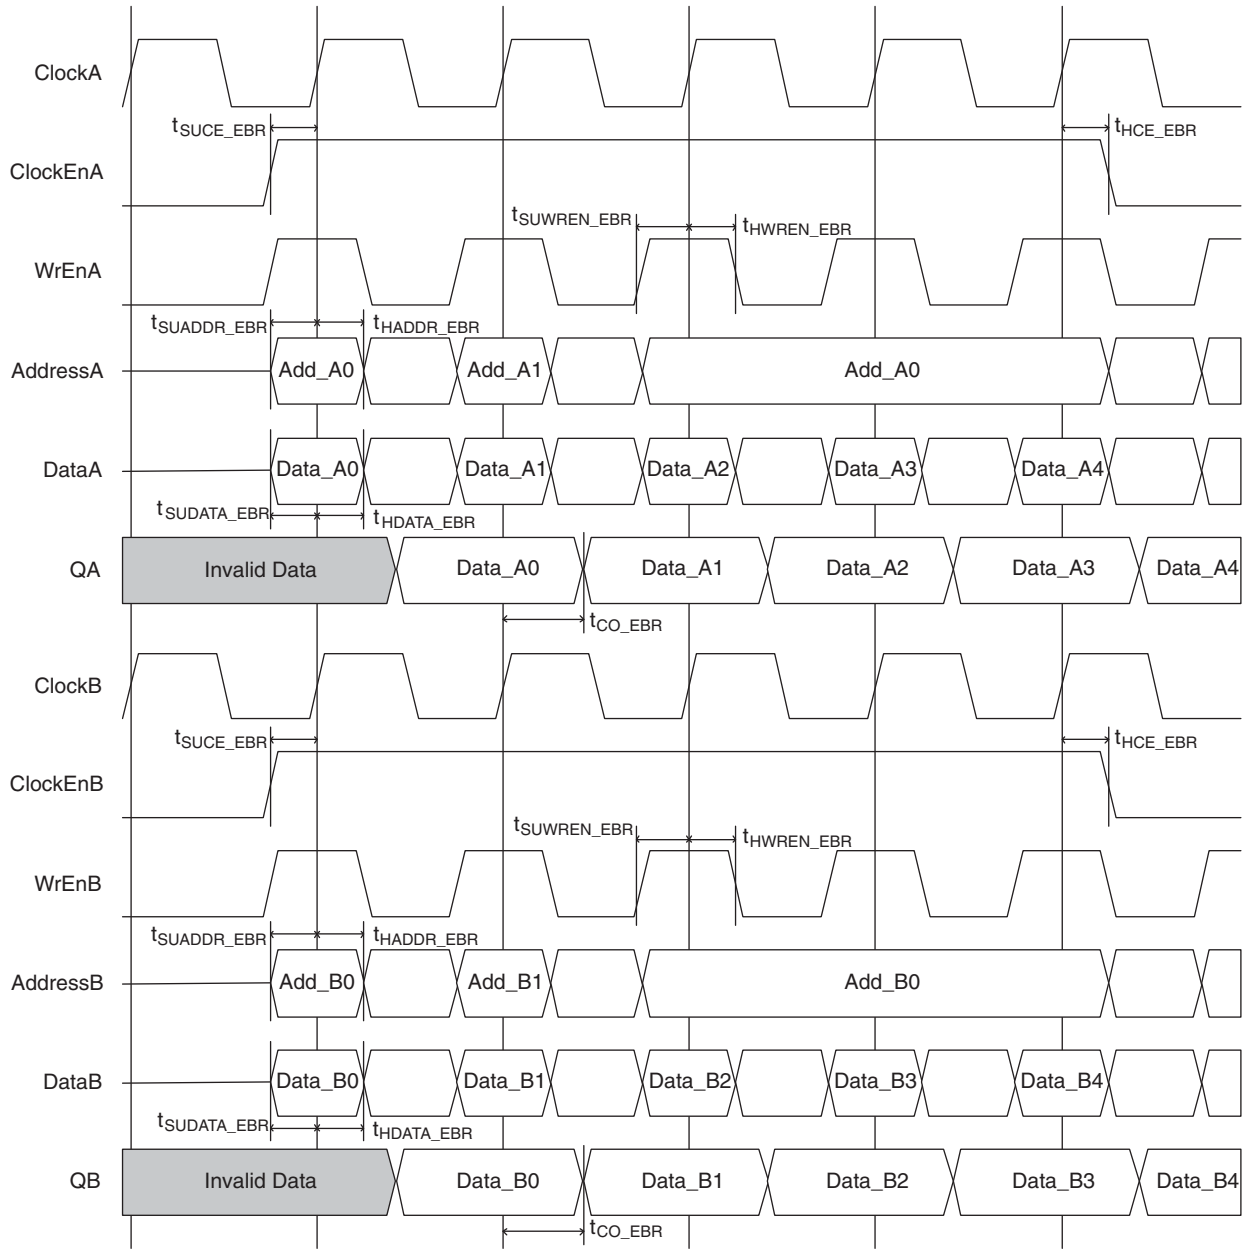 ClockA
tSUCE_EBR tHCE_EBR
ClockEnA
tSUWREN_EBR tHWREN_EBR
WrEnA
tSUADDR_EBR tHADDR_EBR
AddressA Add_A0 Add_A1 Add_A0
DataA Data_A0 Data_A1 Data_A2 Data_A3 Data_A4
tSUDATA_EBR tHDATA_EBR
QA Invalid Data Data_A0 Data_A1 Data_A2 Data_A3 Data_A4
tCO_EBR
ClockB
tSUCE_EBR tHCE_EBR
ClockEnB
tSUWREN_EBR tHWREN_EBR
WrEnB
tSUADDR_EBR tHADDR_EBR
AddressB Add_B0 Add_B1 Add_B0
DataB Data_B0 Data_B1 Data_B2 Data_B3 Data_B4
tSUDATA_EBR tHDATA_EBR
QB Invalid Data Data_B0 Data_B1 Data_B2 Data_B3 Data_B4
tCO_EBR